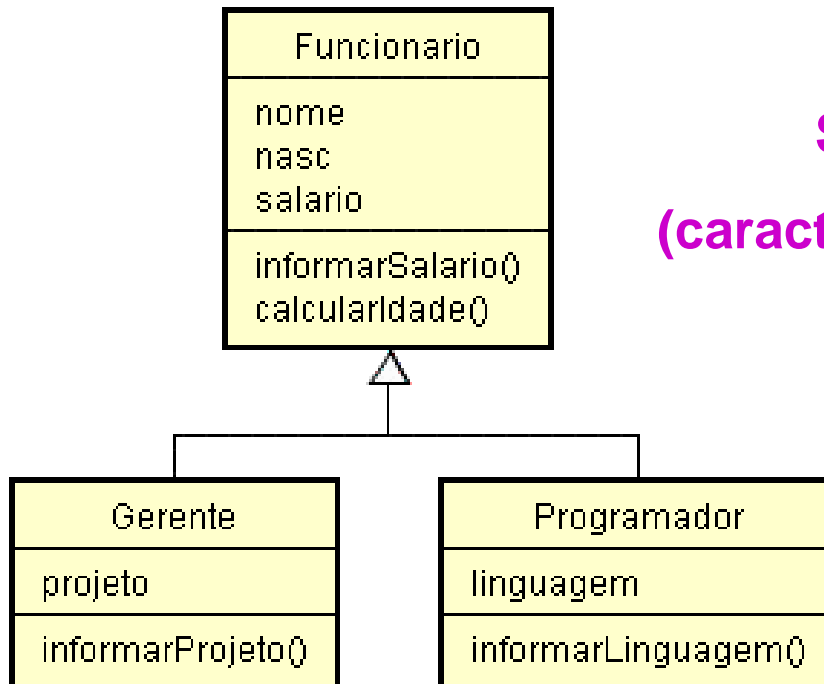 Funcionario
nome
nasc
salario
informarSalario()
calcularIdade()
S
(caract
Gerente
projeto
informarProjeto()
Programador
linguagem
informarLinguagem()